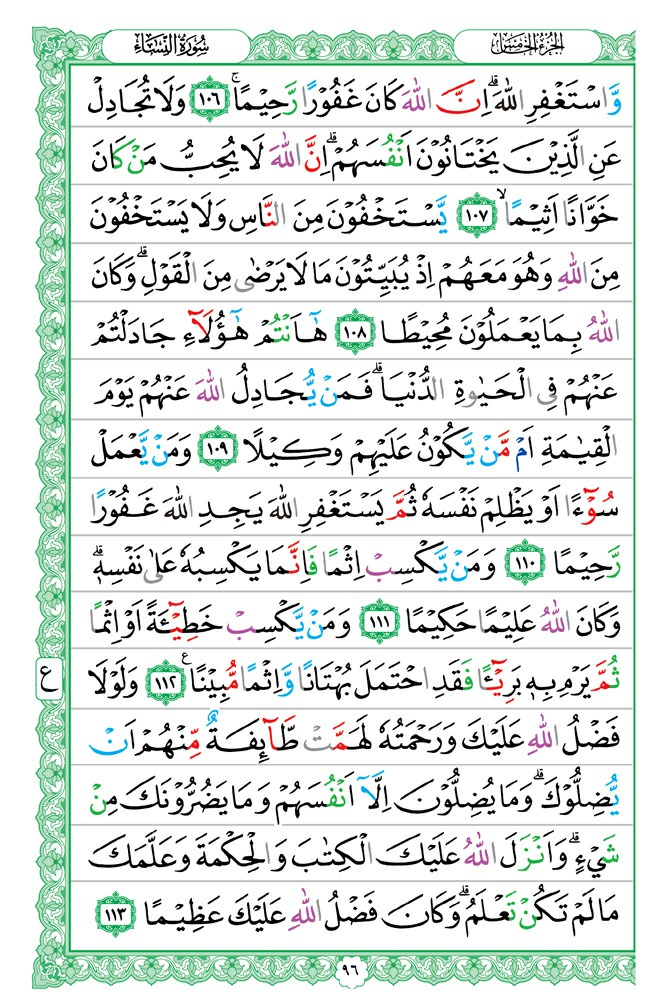 الجزء الخامس
سورة النساء
وَّاسْتَغْفِرِ اللّٰهَ ۗ اِنَّ اللّٰهَ كَانَ غَفُوْرًا رَّحِيْمًاۚ ۝١٠٦ وَلَا تُجَادِلْ
عَنِ الَّذِيْنَ يَخْتَانُوْنَ اَنْفُسَهُمْ ۗ اِنَّ اللّٰهَ لَا يُحِبُّ مَنْ كَانَ
خَوَّانًا اَثِيْمًاۙ ۝١٠٧ يَّسْتَخْفُوْنَ مِنَ النَّاسِ وَلَا يَسْتَخْفُوْنَ
مِنَ اللّٰهِ وَهُوَ مَعَهُمْ اِذْ يُبَيِّتُوْنَ مَا لَا يَرْضٰى مِنَ الْقَوْلِ ۗ وَكَانَ
اللّٰهُ بِمَا يَعْمَلُوْنَ مُحِيْطًا ۝١٠٨ هٰٓاَنْتُمْ هٰٓؤُلَاۤءِ جَادَلْتُمْ
عَنْهُمْ فِى الْحَيٰوةِ الدُّنْيَا ۗ فَمَنْ يُّجَادِلُ اللّٰهَ عَنْهُمْ يَوْمَ
الْقِيٰمَةِ اَمْ مَّنْ يَّكُوْنُ عَلَيْهِمْ وَكِيْلًا ۝١٠٩ وَمَنْ يَّعْمَلْ
سُوْۤءًا اَوْ يَظْلِمْ نَفْسَهٗ ثُمَّ يَسْتَغْفِرِ اللّٰهَ يَجِدِ اللّٰهَ غَفُوْرًا
رَّحِيْمًا ۝١١٠ وَمَنْ يَّكْسِبْ اِثْمًا فَاِنَّمَا يَكْسِبُهٗ عَلٰى نَفْسِهٖ ۗ
وَكَانَ اللّٰهُ عَلِيْمًا حَكِيْمًا ۝١١١ وَمَنْ يَّكْسِبْ خَطِيْۤئَةً اَوْ اِثْمًا
ثُمَّ يَرْمِ بِهٖ بَرِيْۤئًا فَقَدِ احْتَمَلَ بُهْتَانًا وَّاِثْمًا مُّبِيْنًا ࣖ ۝١١٢ وَلَوْلَا
ع
فَضْلُ اللّٰهِ عَلَيْكَ وَرَحْمَتُهٗ لَهَمَّتْ طَّاۤىِٕفَةٌ مِّنْهُمْ اَنْ
يُّضِلُّوْكَ ۗ وَمَا يُضِلُّوْنَ اِلَّآ اَنْفُسَهُمْ وَمَا يَضُرُّوْنَكَ مِنْ
شَيْءٍ ۗ وَاَنْزَلَ اللّٰهُ عَلَيْكَ الْكِتٰبَ وَالْحِكْمَةَ وَعَلَّمَكَ
مَا لَمْ تَكُنْ تَعْلَمُ ۗ وَكَانَ فَضْلُ اللّٰهِ عَلَيْكَ عَظِيْمًا ۝١١٣
٩٦